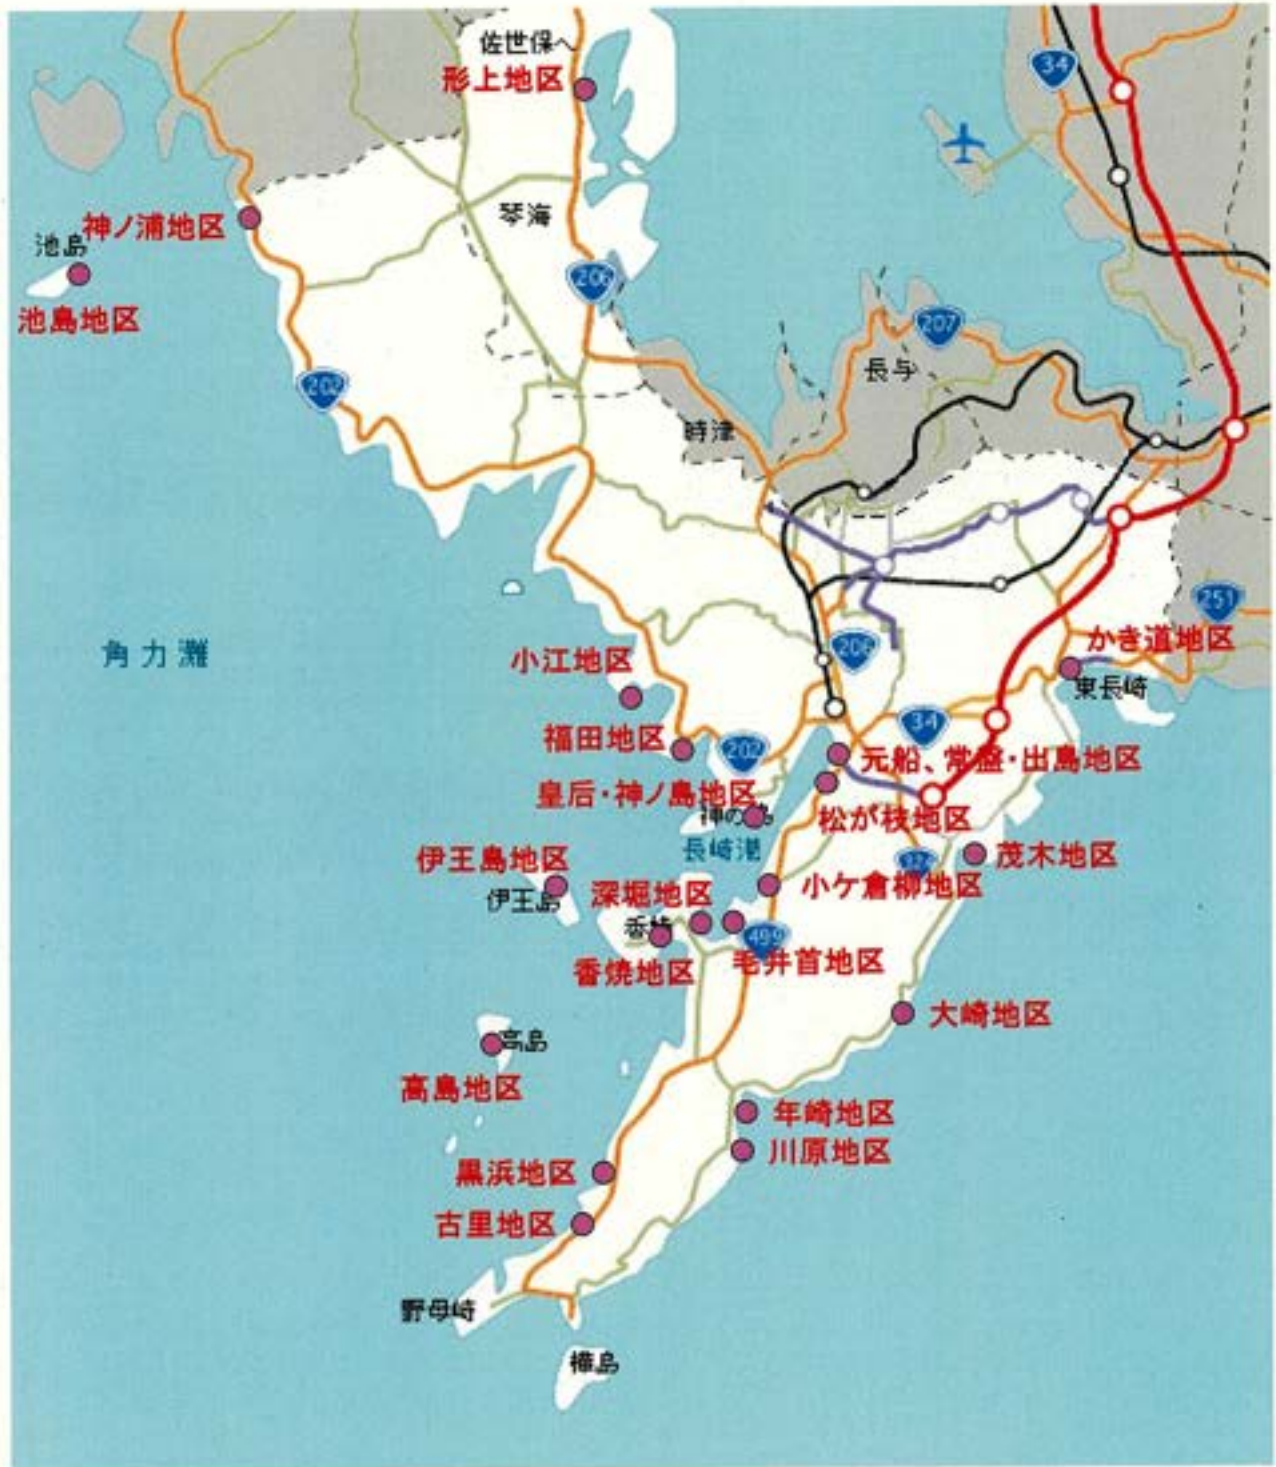 佐世保へ
形上地区
34
神ノ浦地区
琴海
池島
206
池島地区
207
長与
202
時津
251
角力灘
小江地区
206
かき道地区
東長崎
福田地区
202
34
元船、常盤・出島地区
皇后・神ノ島地区
松が枝地区
長崎港
伊王島地区
茂木地区
伊王島
深堀地区
小ケ倉柳地区
499
香焼地区
毛井首地区
大崎地区
高島
高島地区
年崎地区
川原地区
黒浜地区
古里地区
野母崎
樺島